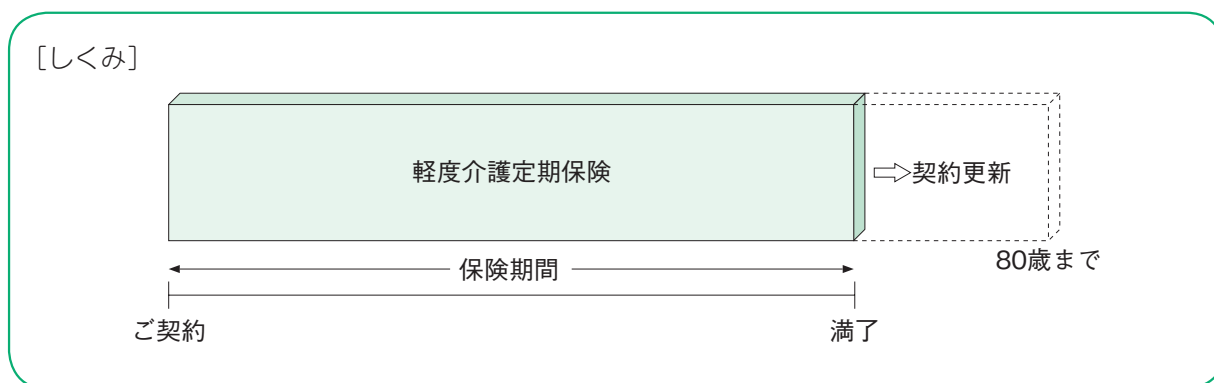 ［しくみ］
軽度介護定期保険
⇨契約更新
80歳まで
保険期間
ご契約
満了